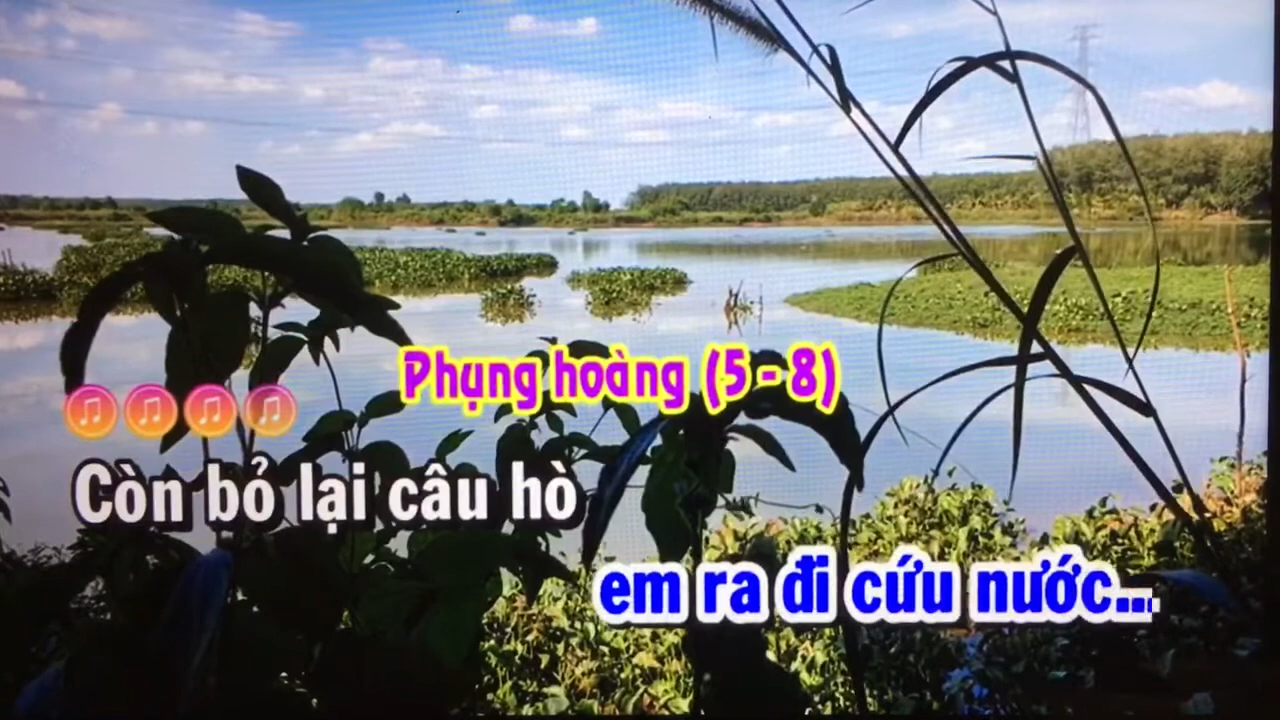 Phụng hoàng (5 - 8)
Còn bỏ lại câu hò
em ra đi cứu nước...